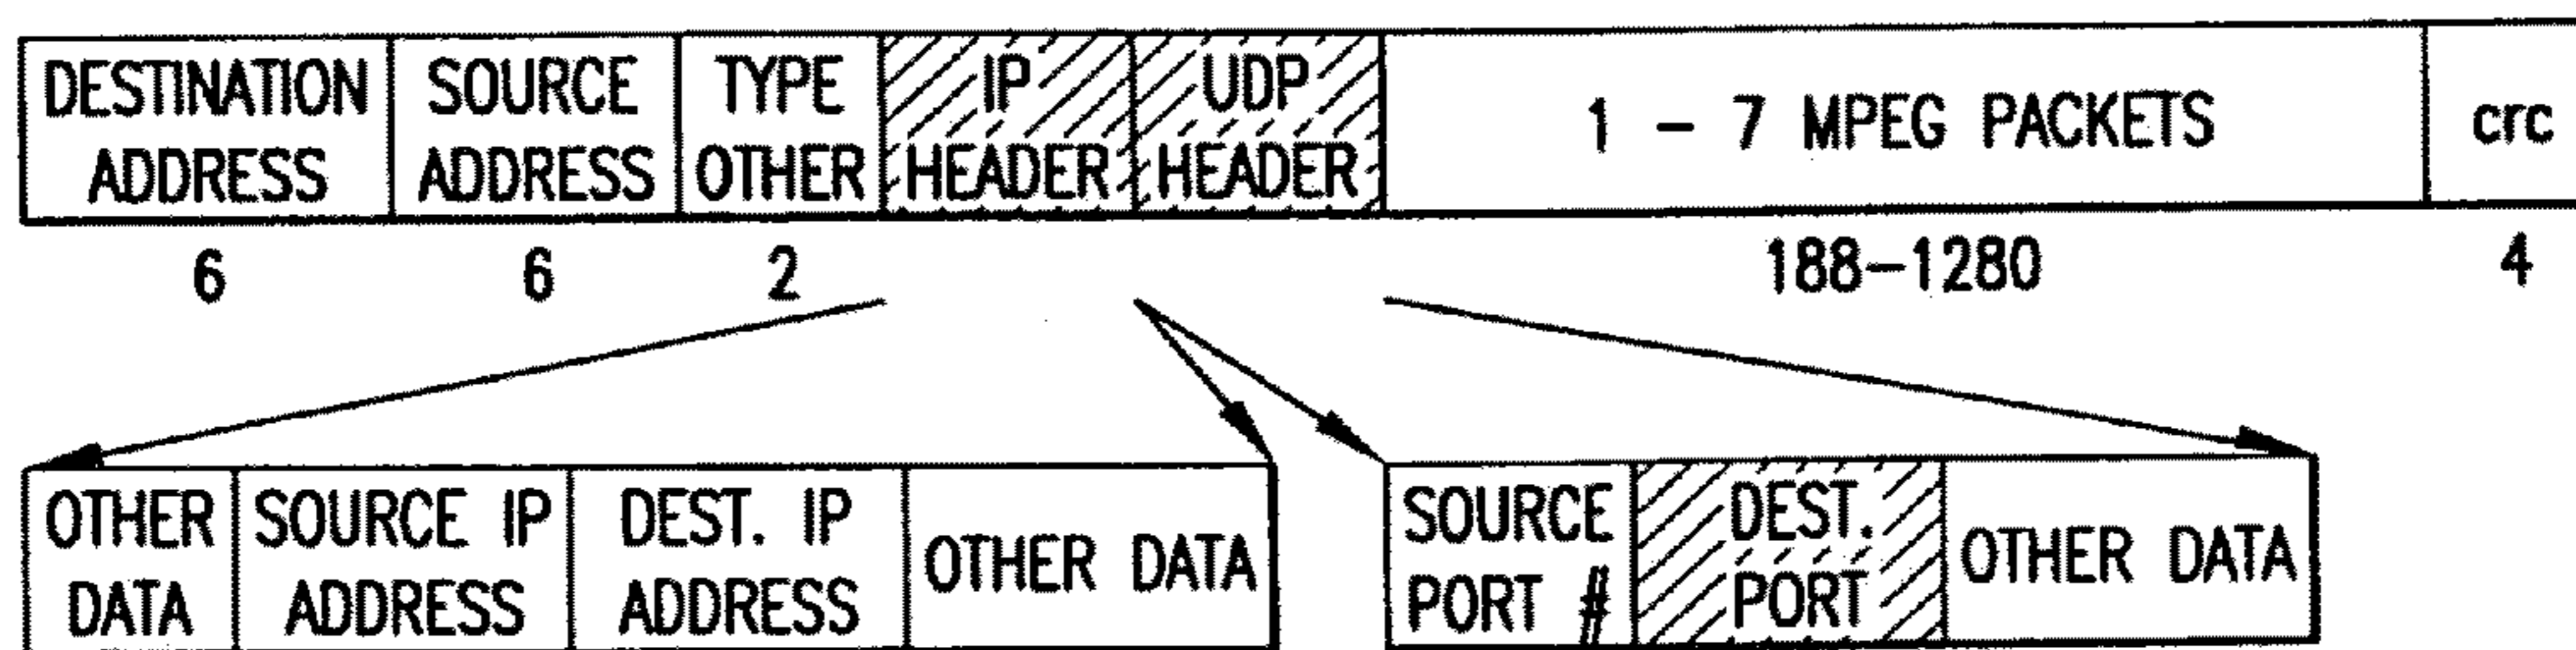 DESTINATION ADDRESS
SOURCE ADDRESS
TYPE OTHER
IP HEADER
UDP HEADER
1 - 7 MPEG PACKETS
crc
6
6
2
188-1280
4
OTHER DATA
SOURCE IP ADDRESS
DEST. IP ADDRESS
OTHER DATA
SOURCE PORT #
DEST. PORT
OTHER DATA